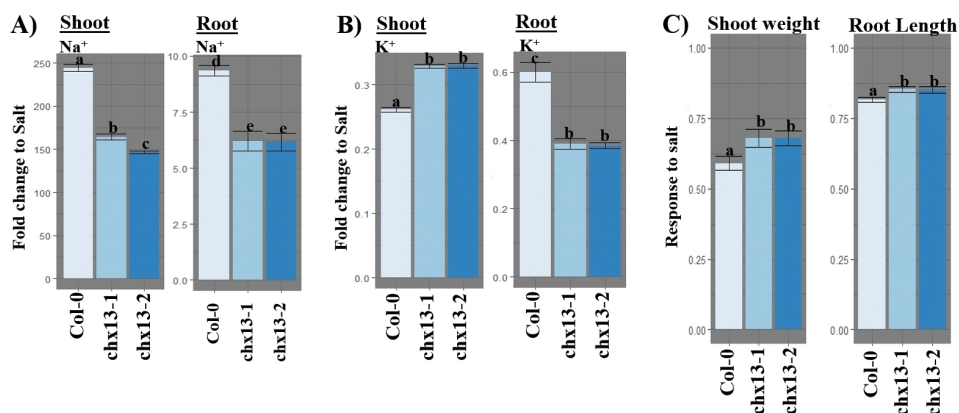 A) Shoot
Na+
Root
Na+
Fold change to Salt
250
200
150
100
50
0
a
b
c
Col-0
chx13-1
chx13-2
10.0
7.5
5.0
2.5
0.0
d
e
e
Col-0
chx13-1
chx13-2
B) Shoot
K+
Root
K+
Fold change to Salt
0.3
0.2
0.1
0.0
a
b
b
Col-0
chx13-1
chx13-2
0.6
0.4
0.2
0.0
c
b
b
Col-0
chx13-1
chx13-2
C) Shoot weight
Root Length
Response to salt
1.00
0.75
0.50
0.25
0.00
a
b
b
Col-0
chx13-1
chx13-2
1.00
0.75
0.50
0.25
0.00
a
b
b
Col-0
chx13-1
chx13-2